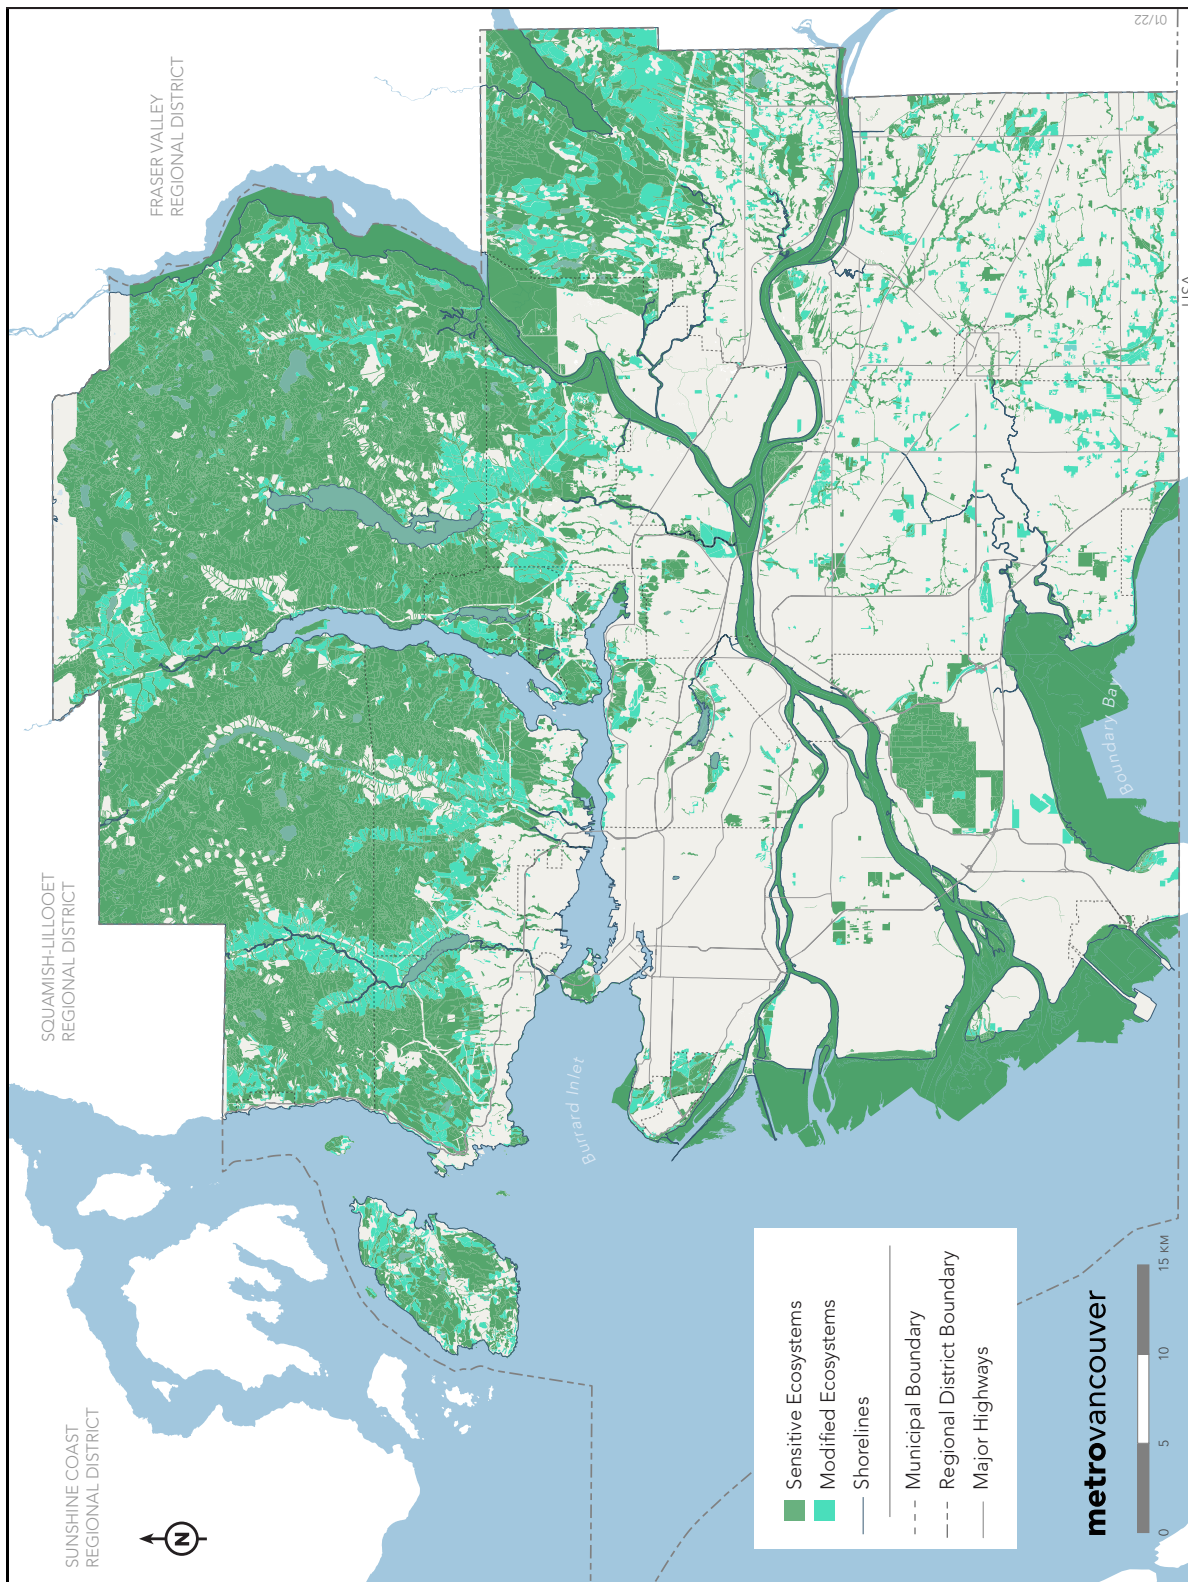 SUNSHINE COAST
REGIONAL DISTRICT
SQUAMISH-LILLOOET
REGIONAL DISTRICT
FRASER VALLEY
REGIONAL DISTRICT
N
Burrard Inlet
Boundary Bay
Sensitive Ecosystems
Modified Ecosystems
Shorelines
Municipal Boundary
Regional District Boundary
Major Highways
metrovancouver
0 5 10 15 KM
01/22